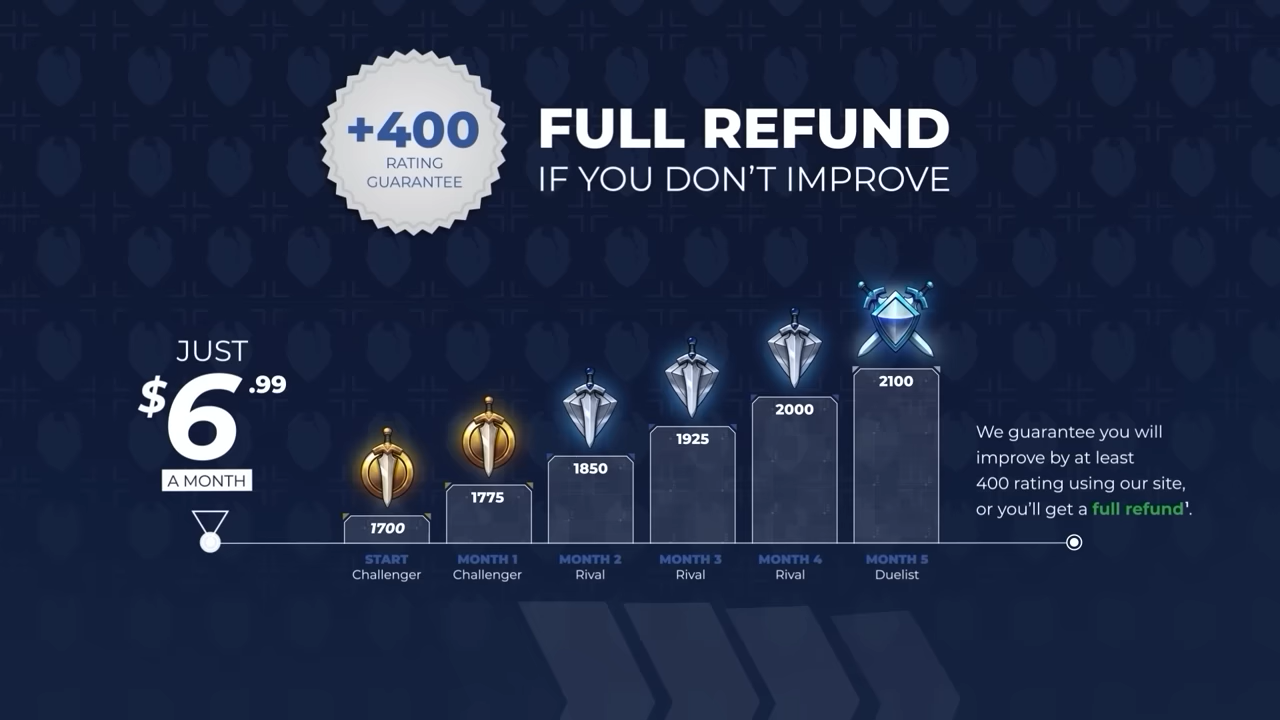 +400
RATING
GUARANTEE
FULL REFUND
IF YOU DON'T IMPROVE
JUST
$6.99
A MONTH
1700
1775
1850
1925
2000
2100
START
Challenger
MONTH 1
Challenger
MONTH 2
Rival
MONTH 3
Rival
MONTH 4
Rival
MONTH 5
Duelist
We guarantee you will
improve by at least
400 rating using our site,
or you'll get a full refund¹.